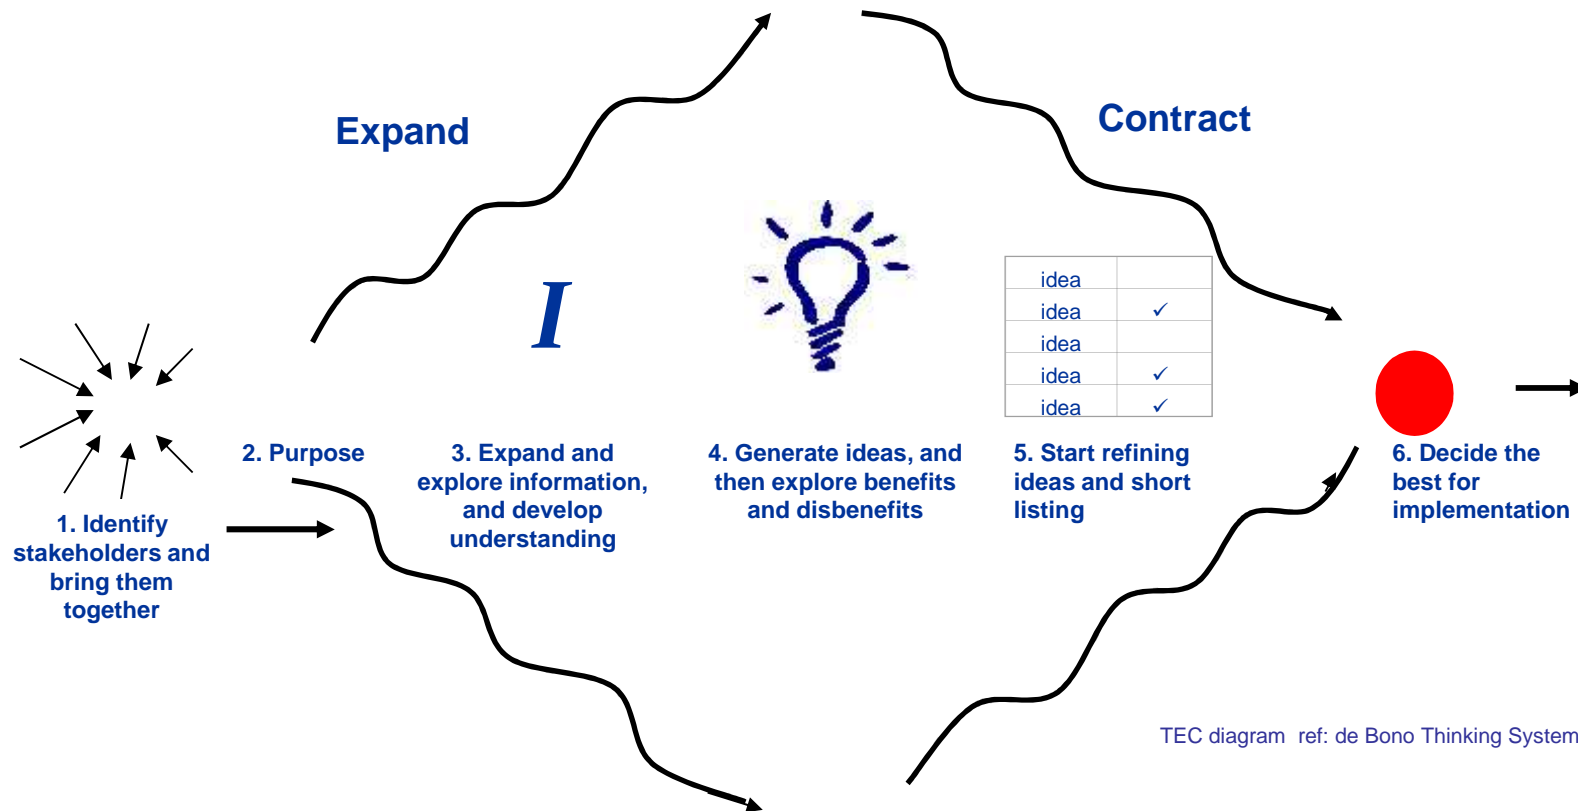 Expand
Contract
I
idea
idea ✓
idea
idea ✓
idea ✓
1. Identify
stakeholders and
bring them
together
2. Purpose
3. Expand and
explore information,
and develop
understanding
4. Generate ideas, and
then explore benefits
and disbenefits
5. Start refining
ideas and short
listing
6. Decide the
best for
implementation
TEC diagram ref: de Bono Thinking System